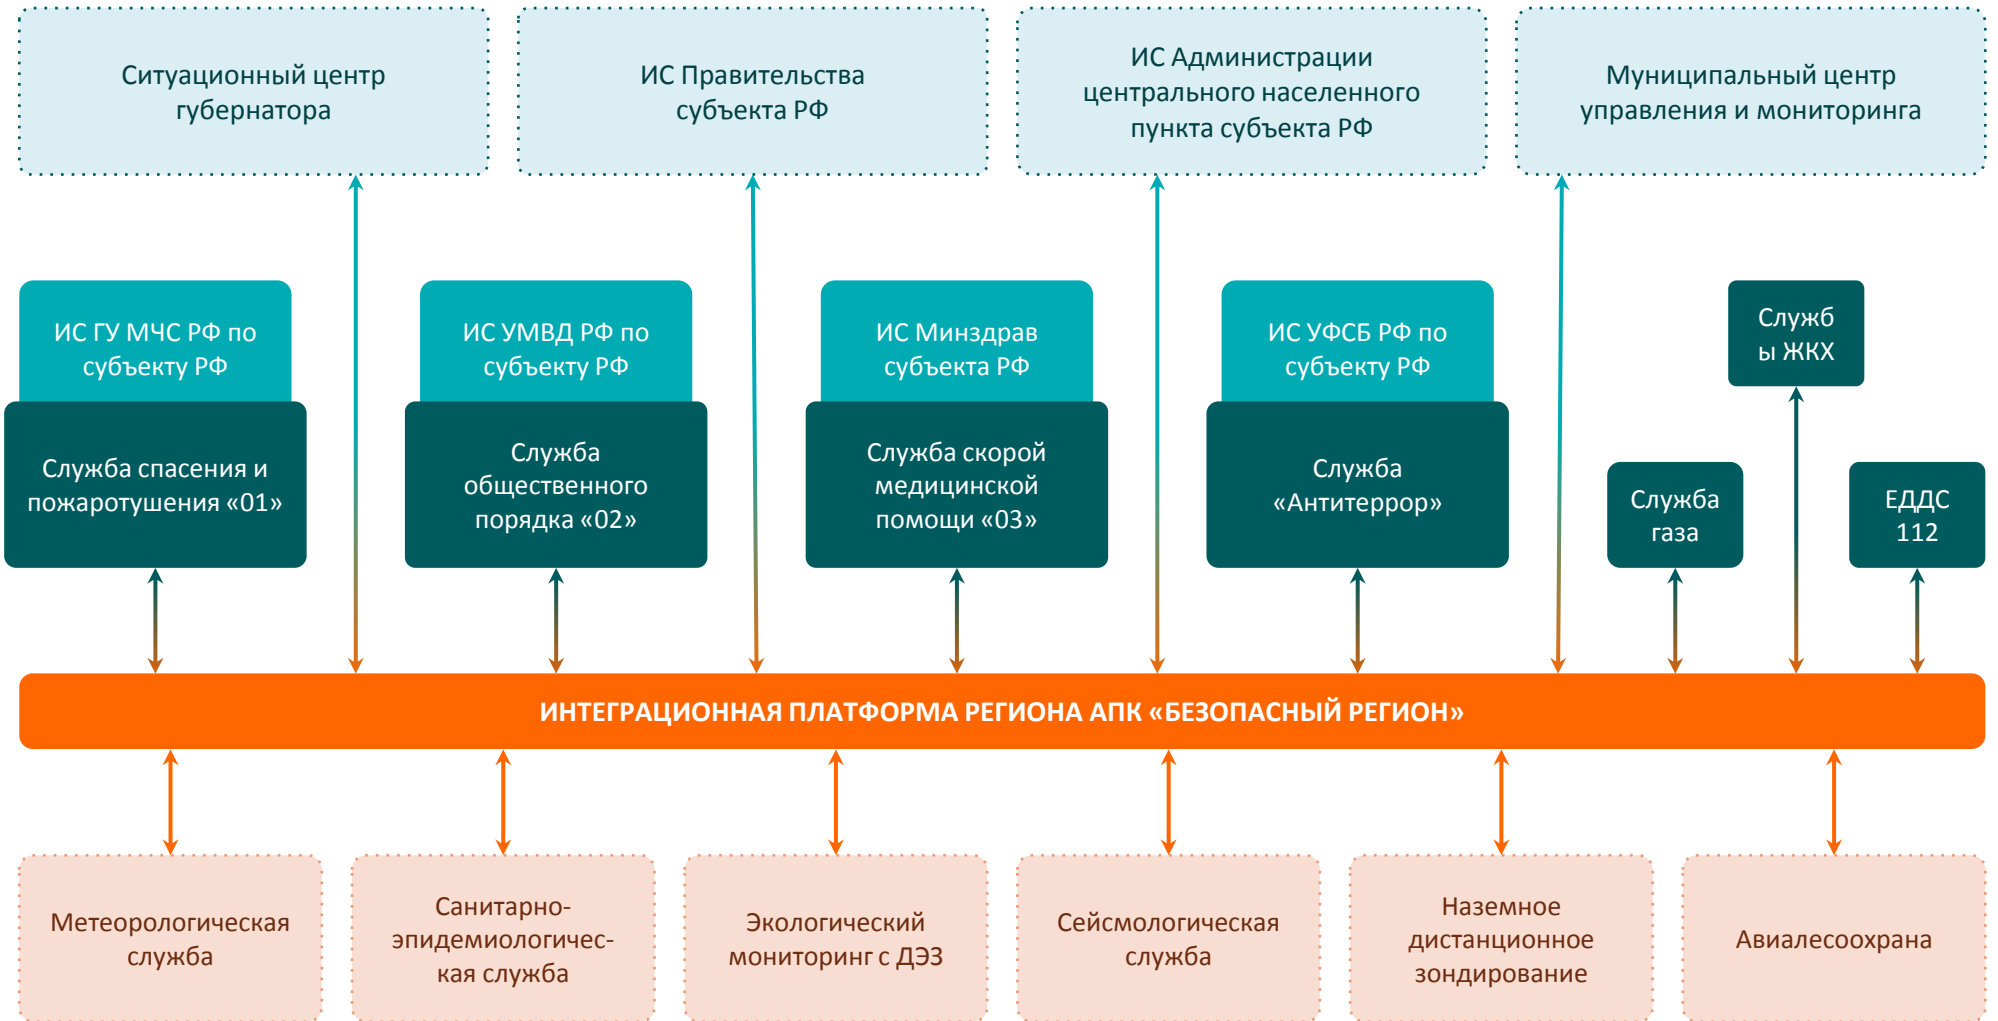 Ситуационный центр
губернатора
ИС Правительства
субъекта РФ
ИС Администрации
центрального населенного
пункта субъекта РФ
Муниципальный центр
управления и мониторинга
ИС ГУ МЧС РФ по
субъекту РФ
ИС УМВД РФ по
субъекту РФ
ИС Минздрав
субъекта РФ
ИС УФСБ РФ по
субъекту РФ
Служб
ы ЖКХ
Служба спасения и
пожаротушения «01»
Служба
общественного
порядка «02»
Служба скорой
медицинской
помощи «03»
Служба
«Антитеррор»
Служба
газа
ЕДДС
112
ИНТЕГРАЦИОННАЯ ПЛАТФОРМА РЕГИОНА АПК «БЕЗОПАСНЫЙ РЕГИОН»
Метеорологическая
служба
Санитарно-
эпидемиологичес-
кая служба
Экологический
мониторинг с ДЭЗ
Сейсмологическая
служба
Наземное
дистанционное
зондирование
Авиалесоохрана